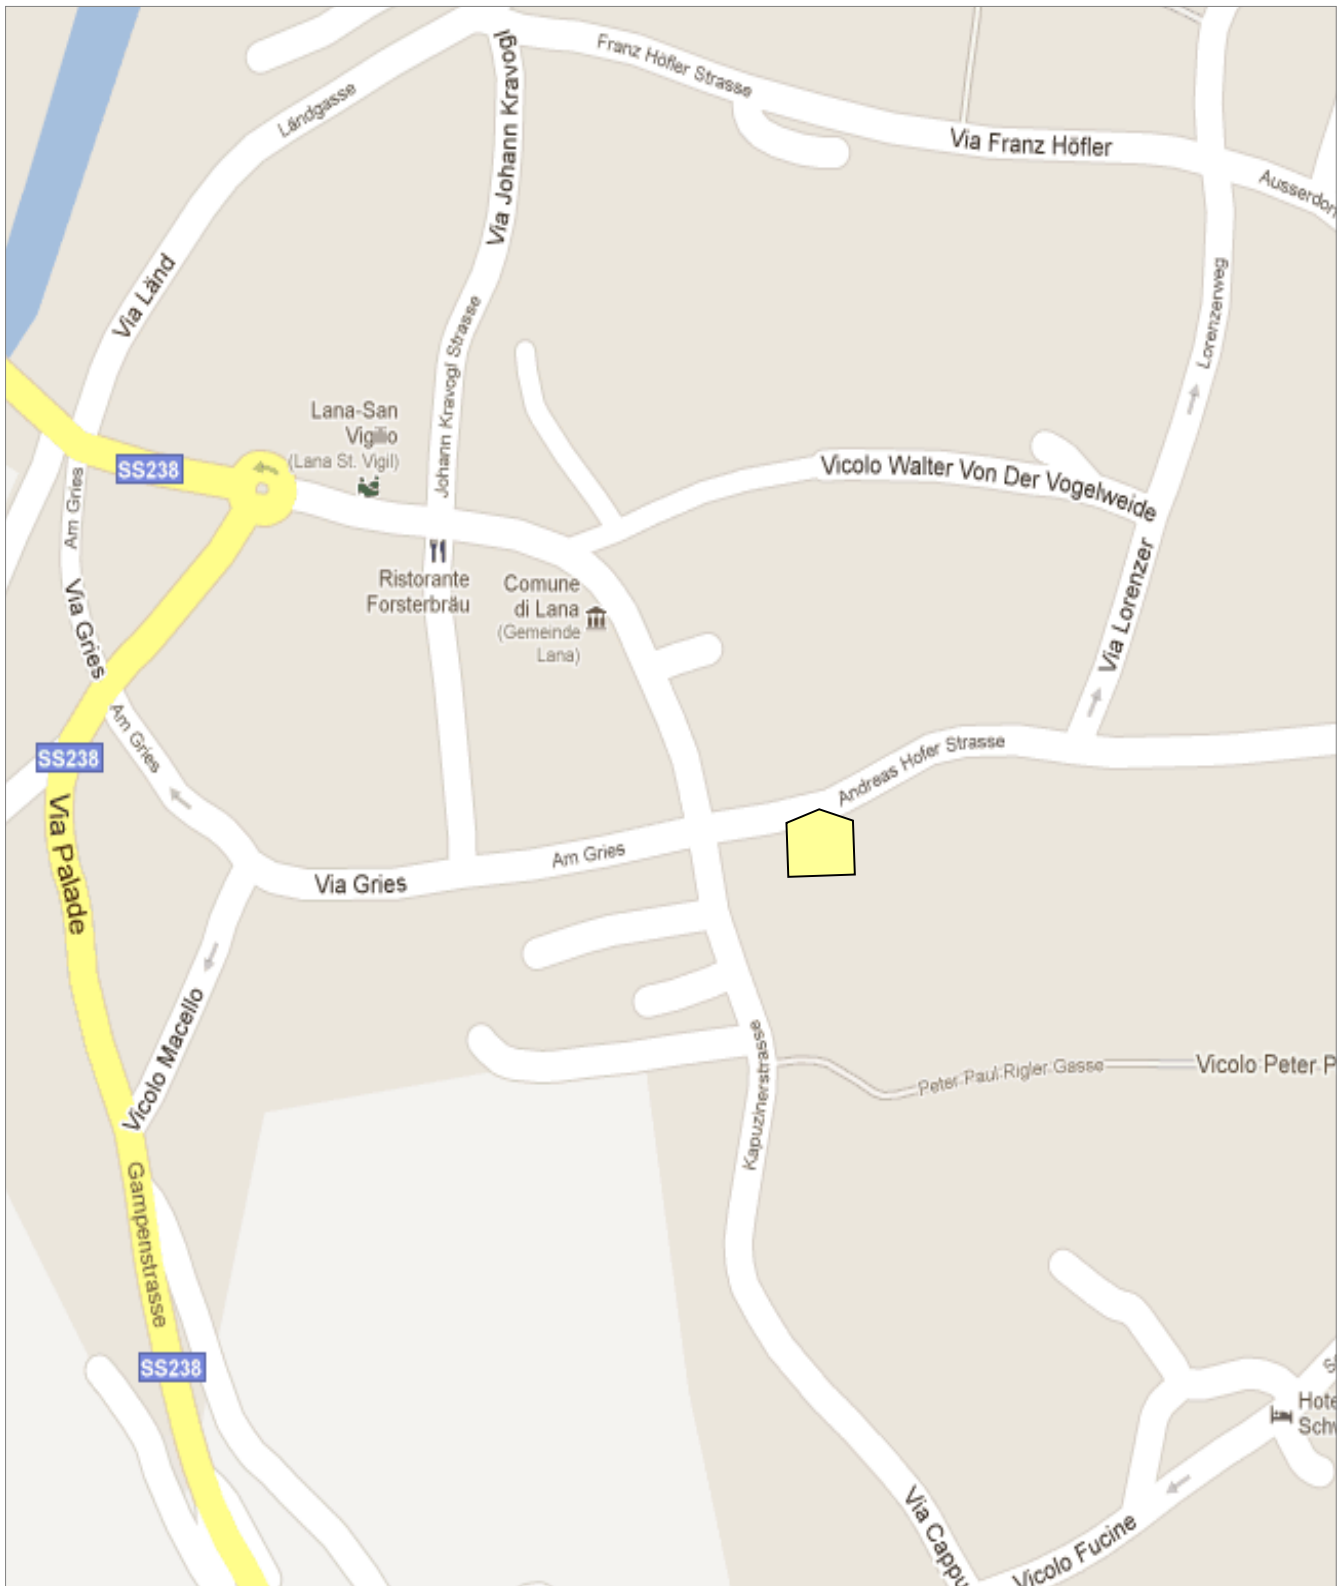 Franz Höfler Strasse
Via Johann Kravogl
Ländgasse
Via Franz Höfler
Ausserdorf
Via Länd
Lorenzerweg
Johann Kravogl Strasse
Lana-San
Vigilio
(Lana St. Vigil)
SS238
Vicolo Walter Von Der Vogelweide
Am Gries
Ristorante
Forsterbräu
Comune
di Lana
(Gemeinde
Lana)
Via Gries
Via Lorenzer
Am Gries
SS238
Andreas Hofer Strasse
Via Palade
Am Gries
Via Gries
Vicolo Macello
Kapuzinerstrasse
Peter Paul Rigler Gasse
Vicolo Peter P
Gampenstrasse
SS238
S
Hote
Schw
Via Cappu
Vicolo Fucine